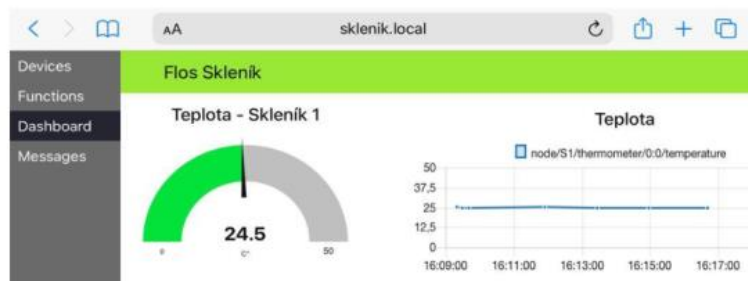 AA sklenik.local
Devices
Functions
Dashboard
Messages
Flos Skleník
Teplota - Skleník 1
24.5
C°
0 50
Teplota
node/S1/thermometer/0:0/temperature
50
37,5
25
12,5
0
16:09:00 16:11:00 16:13:00 16:15:00 16:17:00